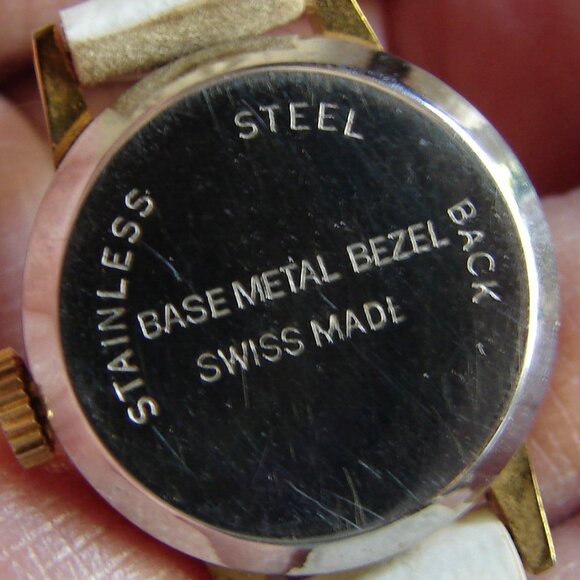 STAINLESS STEEL BACK
BASE METAL BEZEL
SWISS MADE